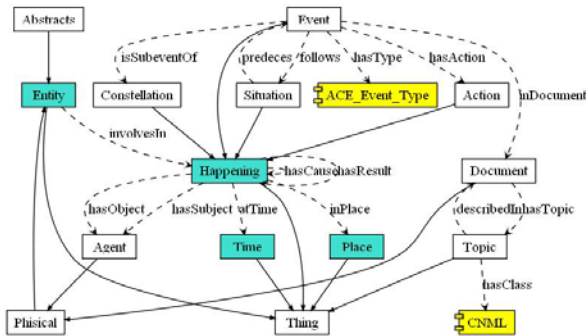 Abstracts
Event
isSubeventOf
predeces
follows
hasType
hasAction
inDocument
Entity
Constellation
Situation
ACE_Event_Type
Action
involvesIn
Happening
hasCause
hasResult
Document
hasObject
hasSubject
atTime
inPlace
describedIn
hasTopic
Agent
Time
Place
Topic
hasClass
Phisical
Thing
CNML